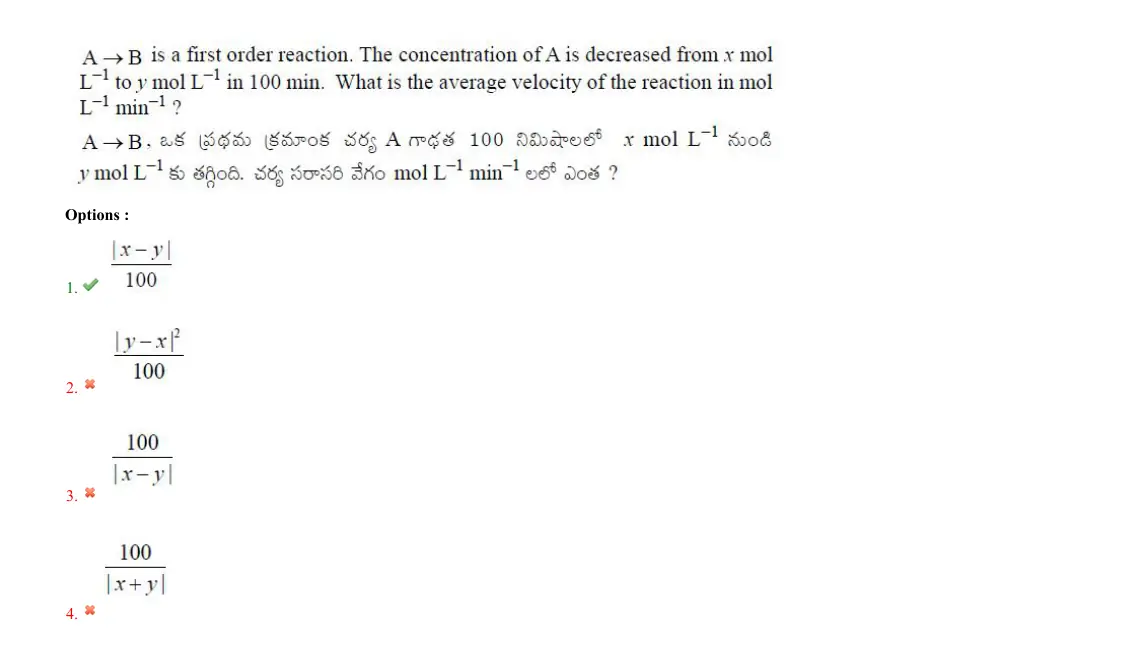 A → B is a first order reaction. The concentration of A is decreased from x mol
L⁻¹ to y mol L⁻¹ in 100 min. What is the average velocity of the reaction in mol
L⁻¹ min⁻¹ ?
A → B, ఒక ప్రథమ క్రమాంక చర్య A గాఢత 100 నిమిషాలలో x mol L⁻¹ నుండి
y mol L⁻¹ కు తగ్గింది. చర్య సరాసరి వేగం mol L⁻¹ min⁻¹ లలో ఎంత ?
Options :
|x − y|
100
1.
|y − x|²
100
2.
100
|x − y|
3.
100
|x + y|
4.